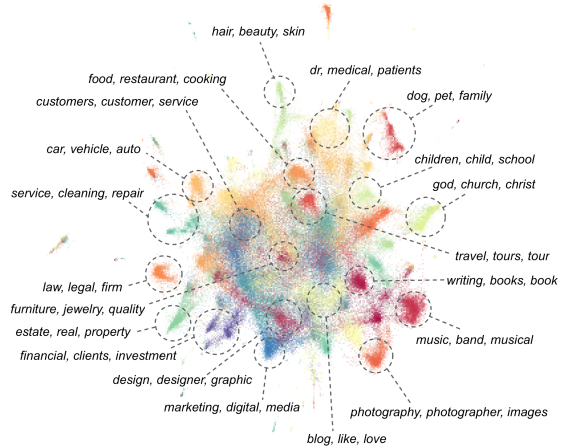 hair, beauty, skin
dr, medical, patients
food, restaurant, cooking
dog, pet, family
customers, customer, service
car, vehicle, auto
children, child, school
god, church, christ
service, cleaning, repair
travel, tours, tour
writing, books, book
law, legal, firm
furniture, jewelry, quality
estate, real, property
music, band, musical
financial, clients, investment
design, designer, graphic
marketing, digital, media
photography, photographer, images
blog, like, love